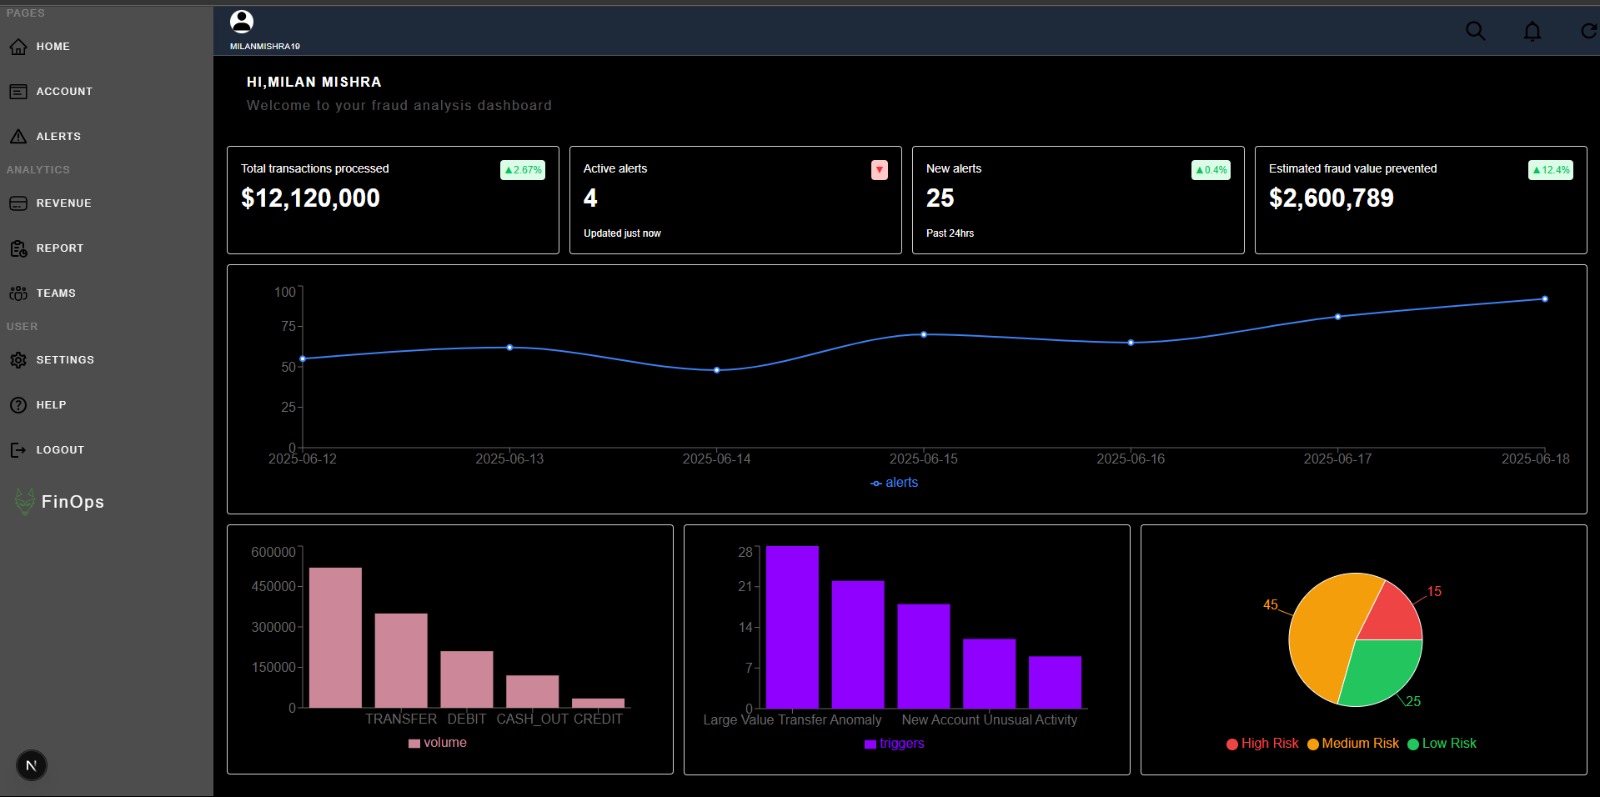 PAGES
HOME
ACCOUNT
ALERTS
ANALYTICS
REVENUE
REPORT
TEAMS
USER
SETTINGS
HELP
LOGOUT
FinOps
N
MILANMISHRA19
HI,MILAN MISHRA
Welcome to your fraud analysis dashboard
Total transactions processed
▲2.67%
$12,120,000
Active alerts
▼
4
Updated just now
New alerts
▲0.4%
25
Past 24hrs
Estimated fraud value prevented
▲12.4%
$2,600,789
100
75
50
25
0
2025-06-12 2025-06-13 2025-06-14 2025-06-15 2025-06-16 2025-06-17 2025-06-18
alerts
600000
450000
300000
150000
0
TRANSFER DEBIT CASH_OUT CREDIT
volume
28
21
14
7
0
Large Value Transfer Anomaly New Account Unusual Activity
triggers
15
45
25
High Risk Medium Risk Low Risk